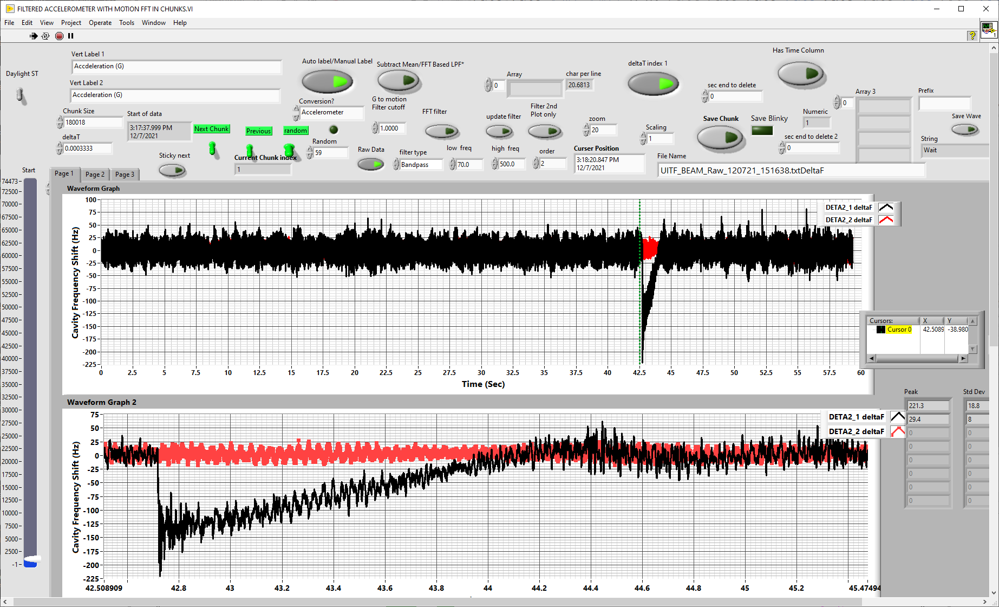 FILTERED ACCELEROMETER WITH MOTION FFT IN CHUNKS.VI
File Edit View Project Operate Tools Window Help
Daylight ST
Vert Label 1
Accdeleration (G)
Vert Label 2
Accdeleration (G)
Chunk Size
180018
deltaT
0.0003333
Start of data
3:17:37.999 PM
12/7/2021
Next Chunk
Previous
random
Sticky next
Current Chunk index
1
Auto label/Manual Label
Conversion?
Accelerometer
Random
59
Subtract Mean/FFT Based LPF*
G to motion
Filter cutoff
1.0000
Raw Data
FFT filter
filter type
Bandpass
low freq
70.0
Array
0
char per line
20.6813
update filter
Filter 2nd
Plot only
high freq
500.0
order
2
zoom
20
Curser Position
3:18:20.847 PM
12/7/2021
deltaT index 1
Scaling
1
File Name
UITF_BEAM_Raw_120721_151638.txtDeltaF
sec end to delete
0
Save Chunk
Save Blinky
Has Time Column
Numeric
1
sec end to delete 2
0
Array 3
0
Prefix
Save Wave
String
Wait
Start
74473
72500
70000
67500
65000
62500
60000
57500
55000
52500
50000
47500
45000
42500
40000
37500
35000
32500
30000
27500
25000
22500
20000
17500
15000
12500
10000
7500
5000
2500
-1
Page 1 Page 2 Page 3
Waveform Graph
Cavity Frequency Shift (Hz)
100
75
50
25
0
-25
-50
-75
-100
-125
-150
-175
-200
-225
0 2.5 5 7.5 10 12.5 15 17.5 20 22.5 25 27.5 30 32.5 35 37.5 40 42.5 45 47.5 50 52.5 55 57.5 60
Time (Sec)
DETA2_1 deltaF
DETA2_2 deltaF
Cursors: X Y
Cursor 0 42.5089 -38.980
Waveform Graph 2
Cavity Frequency Shift (Hz)
75
50
25
0
-25
-50
-75
-100
-125
-150
-175
-200
-225
42.508909 42.8 43 43.2 43.4 43.6 43.8 44 44.2 44.4 44.6 44.8 45 45.2 45.47494
DETA2_1 deltaF
DETA2_2 deltaF
Peak Std Dev
221.3 18.8
29.4 8
0 0
0 0
0 0
0 0
0 0
0 0